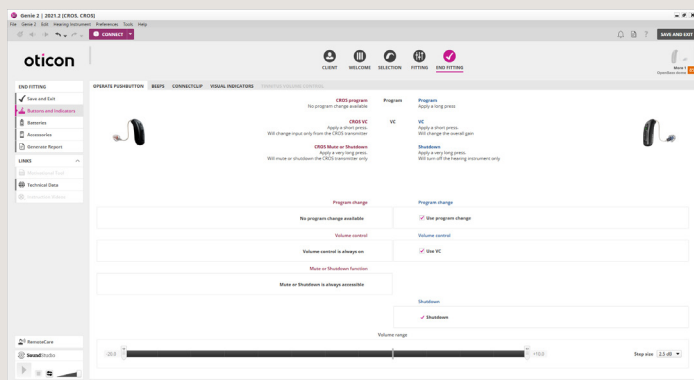 Genie 2 | 2021.2 [CROS, CROS]
File Genie 2 Edit Hearing Instrument Preferences Tools Help
CONNECT
SAVE AND EXIT
oticon
CLIENT WELCOME SELECTION FITTING END FITTING
More 1
END FITTING
OPERATE PUSHBUTTON BEEPS CONNECTCLIP VISUAL INDICATORS
Save and Exit
Buttons and Indicators
Batteries
Accessories
Generate Report
LINKS
Technical Data
CROS program Program Program
No program change available Apply a long press
CROS VC VC VC
Apply a short press. Apply a short press.
Will change input only from the CROS transmitter Will change the overall gain
CROS Mute or Shutdown Shutdown
Apply a very long press. Apply a very long press.
Will mute or shutdown the CROS transmitter only Will turn off the hearing instrument only
Program change Program change
No program change available Use program change
Volume control Volume control
Volume control is always on Use VC
Mute or Shutdown function
Mute or Shutdown is always accessible
Shutdown
Shutdown
Volume range
-20.0 +10.0 Step size 2.5 dB
RemoteCare
SoundStudio